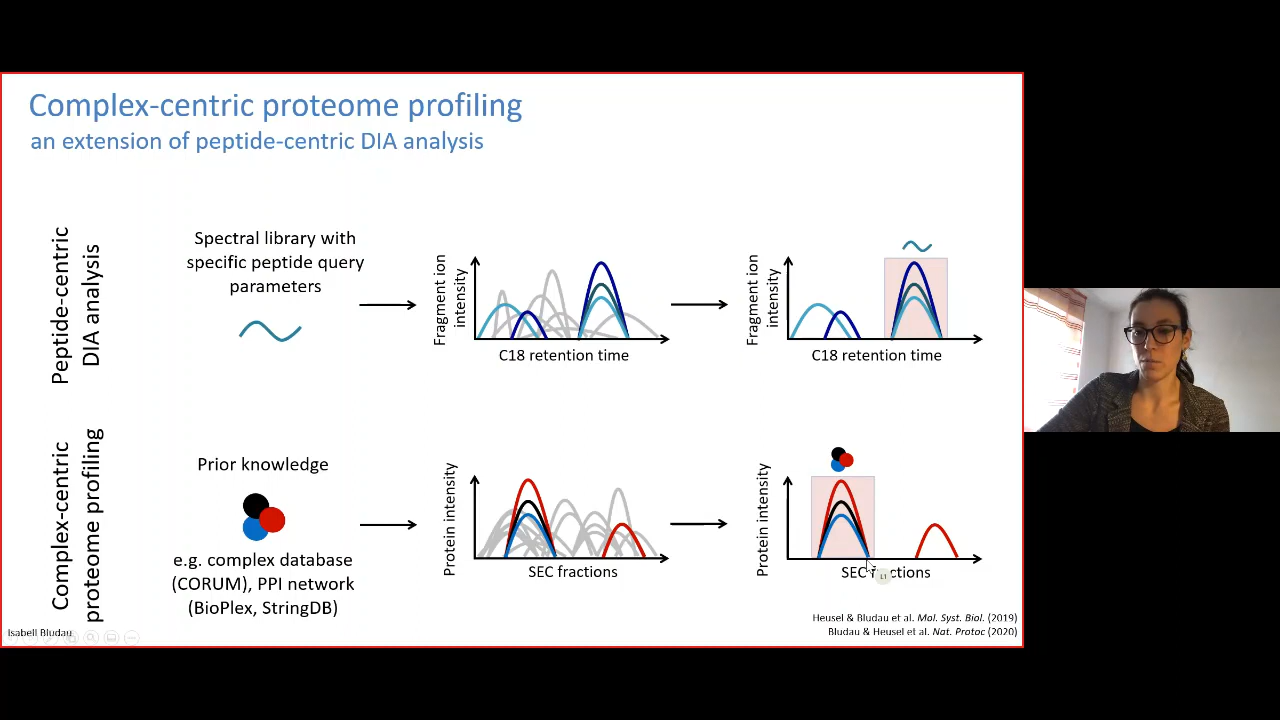 Complex-centric proteome profiling
an extension of peptide-centric DIA analysis
Peptide-centric
DIA analysis
Spectral library with
specific peptide query
parameters
Fragment ion
intensity
C18 retention time
Fragment ion
intensity
C18 retention time
Complex-centric
proteome profiling
Prior knowledge
e.g. complex database
(CORUM), PPI network
(BioPlex, StringDB)
Protein intensity
SEC fractions
Protein intensity
SEC fractions
Heusel & Bludau et al. Mol. Syst. Biol. (2019)
Bludau & Heusel et al. Nat. Protoc (2020)
Isabell Bludau